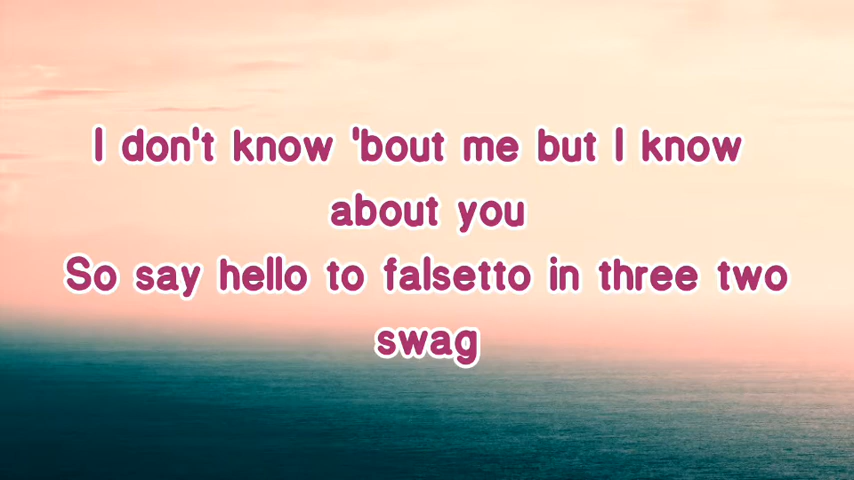 I don't know 'bout me but I know
about you
So say hello to falsetto in three two
swag